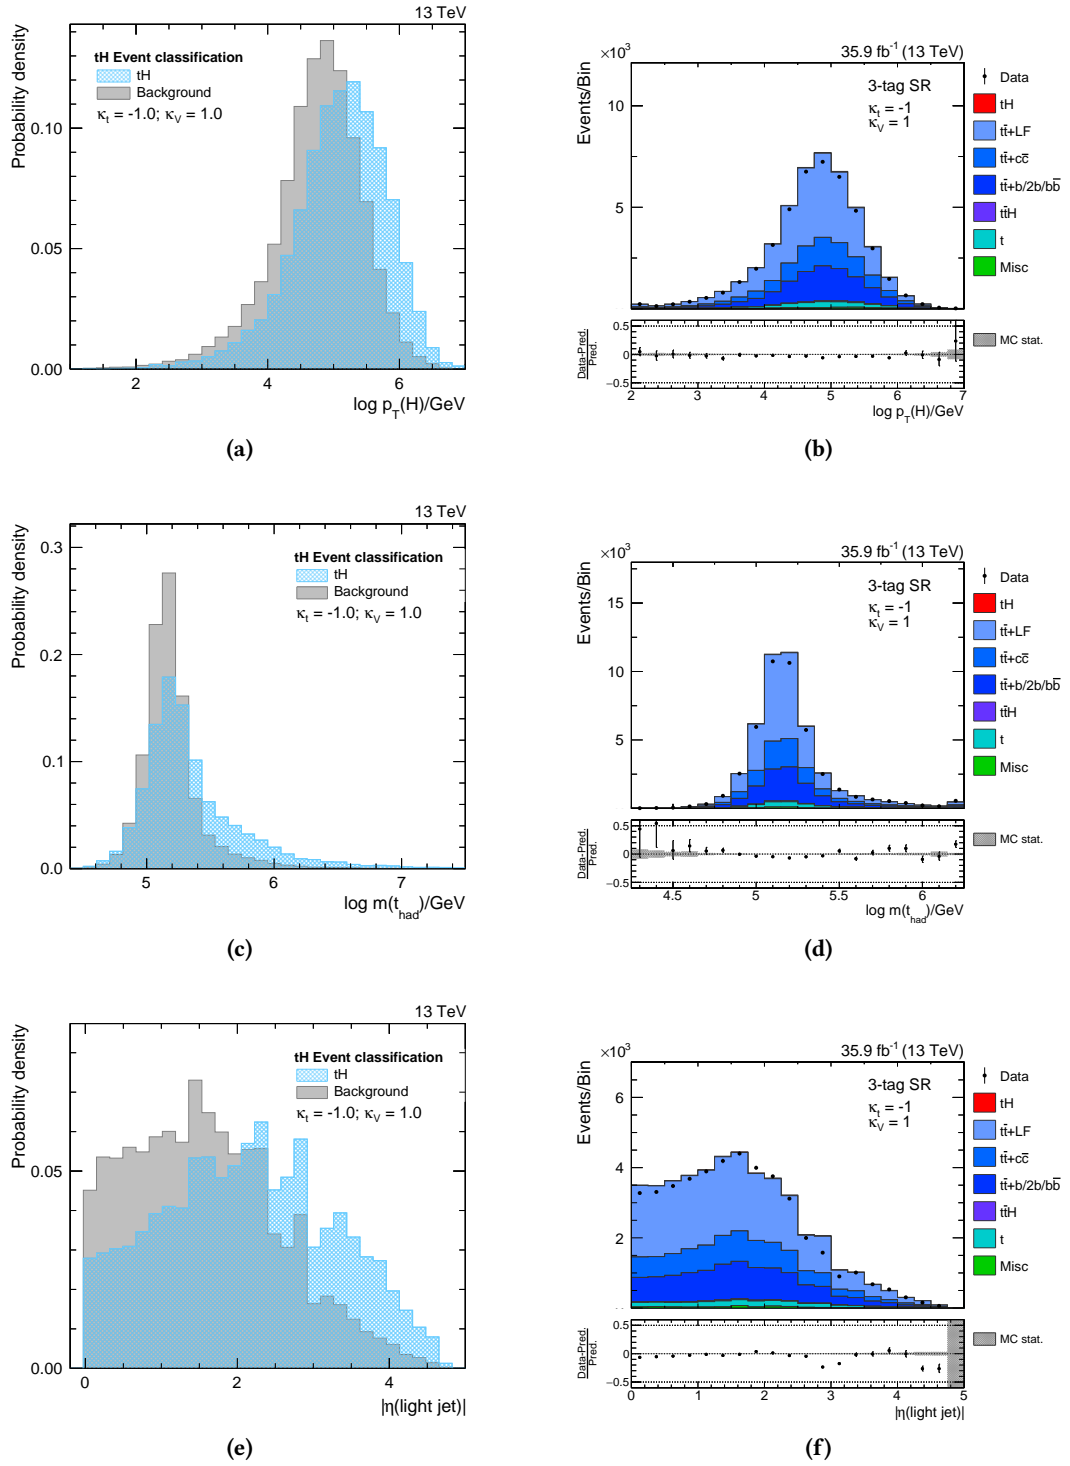 13 TeV
Probability density
tH Event classification
tH
Background
κt = -1.0; κV = 1.0
0.10
0.05
0.00
2 4 6
log pT(H)/GeV
(a)
×10³ 35.9 fb⁻¹ (13 TeV)
Events/Bin
3-tag SR
κt = -1
κV = 1
10
7.5
5
2.5
Data
tH
tt̄+LF
tt̄+cc̄
tt̄+b/2b/bb̄
tt̄H
t
Misc
Data-Pred.
Pred.
0.5
0
−0.5
MC stat.
2 3 4 5 6 7
log pT(H)/GeV
(b)
13 TeV
Probability density
tH Event classification
tH
Background
κt = -1.0; κV = 1.0
0.3
0.2
0.1
0.0
5 6 7
log m(thad)/GeV
(c)
×10³ 35.9 fb⁻¹ (13 TeV)
Events/Bin
3-tag SR
κt = -1
κV = 1
15
10
5
Data
tH
tt̄+LF
tt̄+cc̄
tt̄+b/2b/bb̄
tt̄H
t
Misc
Data-Pred.
Pred.
0.5
0
−0.5
MC stat.
4.5 5 5.5 6
log m(thad)/GeV
(d)
13 TeV
Probability density
tH Event classification
tH
Background
κt = -1.0; κV = 1.0
0.05
0.00
0 2 4
|η(light jet)|
(e)
×10³ 35.9 fb⁻¹ (13 TeV)
Events/Bin
3-tag SR
κt = -1
κV = 1
6
4
2
Data
tH
tt̄+LF
tt̄+cc̄
tt̄+b/2b/bb̄
tt̄H
t
Misc
Data-Pred.
Pred.
0.5
0
−0.5
MC stat.
0 1 2 3 4 5
|η(light jet)|
(f)